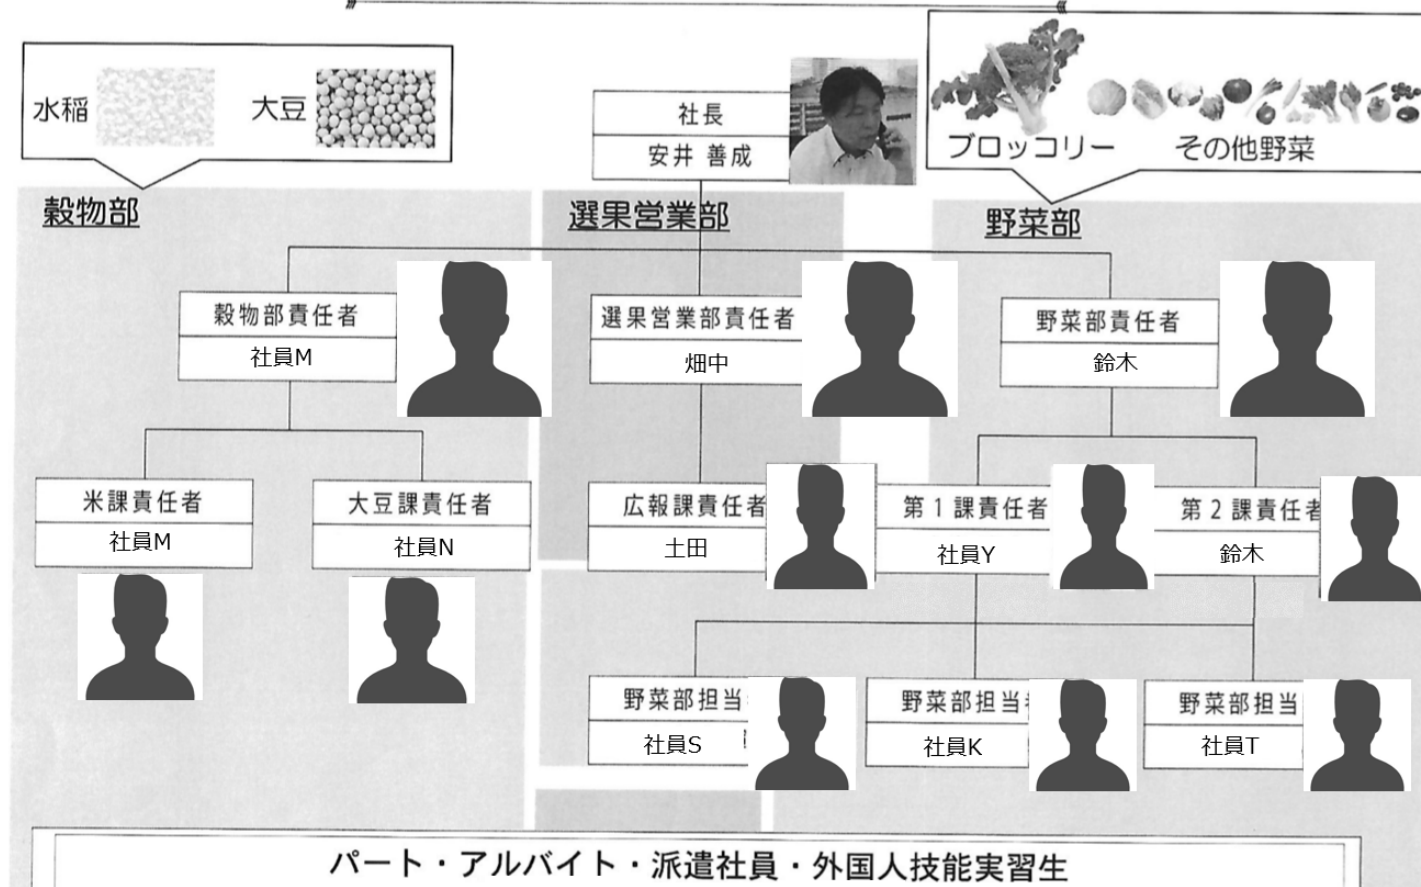 水稲
大豆
社長
安井 善成
ブロッコリー
その他野菜
穀物部
選果営業部
野菜部
穀物部責任者
社員M
選果営業部責任者
畑中
野菜部責任者
鈴木
米課責任者
社員M
大豆課責任者
社員N
広報課責任者
土田
第1課責任者
社員Y
第2課責任者
鈴木
野菜部担当
社員S
野菜部担当
社員K
野菜部担当
社員T
パート・アルバイト・派遣社員・外国人技能実習生